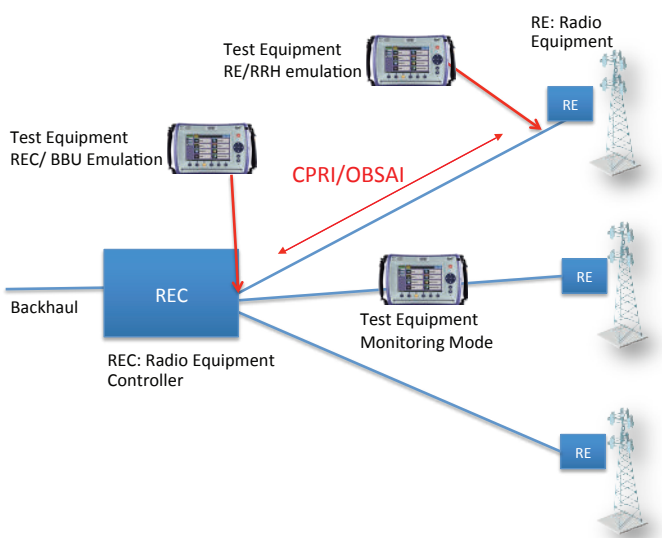 Test Equipment
RE/RRH emulation
RE: Radio
Equipment
RE
Test Equipment
REC/ BBU Emulation
CPRI/OBSAI
REC
RE
Backhaul
Test Equipment
Monitoring Mode
REC: Radio Equipment
Controller
RE